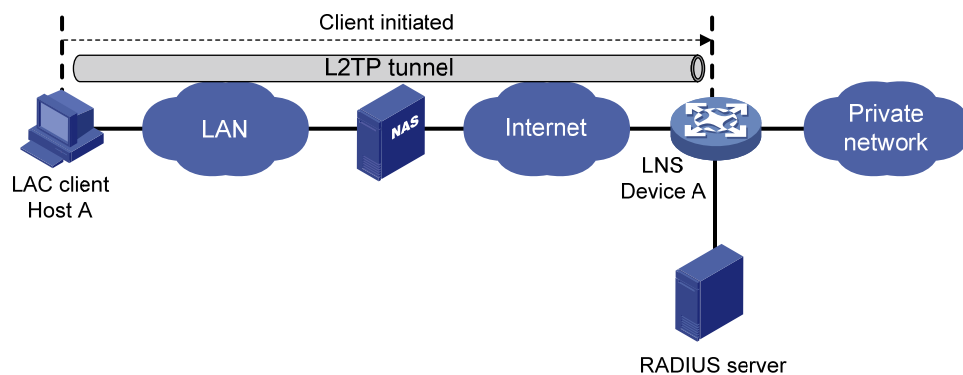 Client initiated
L2TP tunnel
LAN
NAS
Internet
Private
network
LAC client
Host A
LNS
Device A
RADIUS server